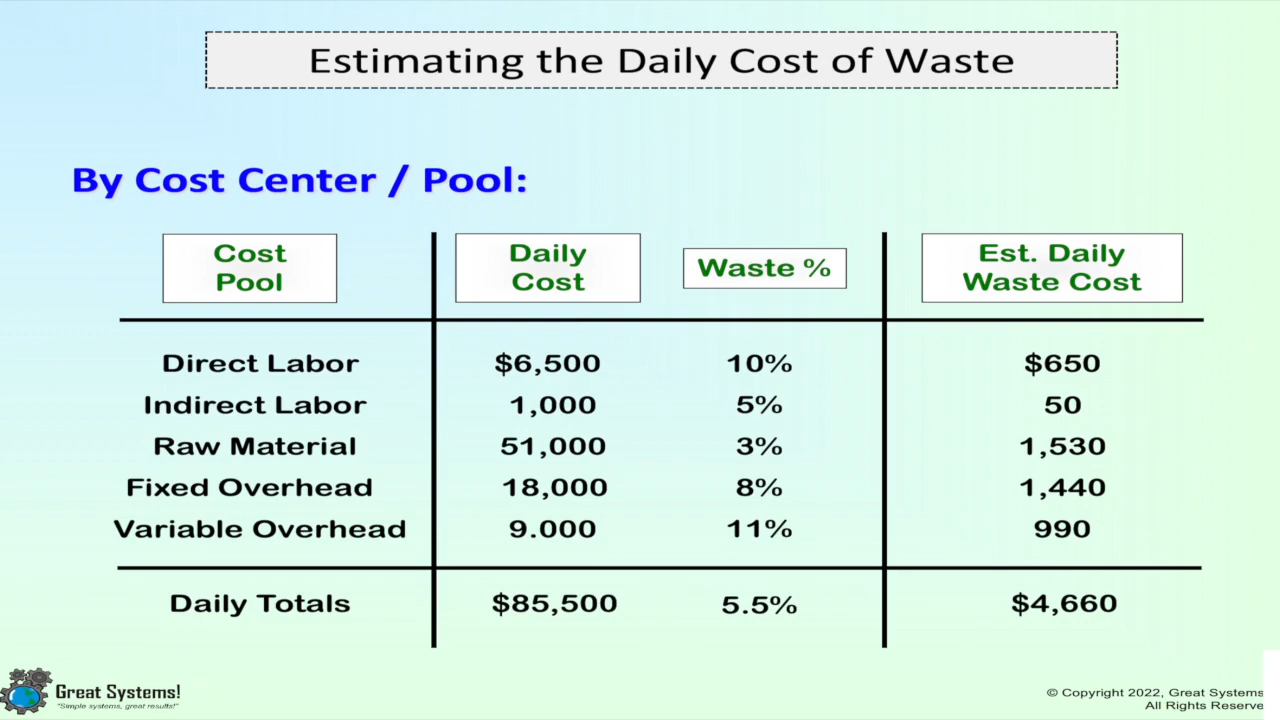 Estimating the Daily Cost of Waste
By Cost Center / Pool:
Cost Pool Daily Cost Waste % Est. Daily Waste Cost
Direct Labor $6,500 10% $650
Indirect Labor 1,000 5% 50
Raw Material 51,000 3% 1,530
Fixed Overhead 18,000 8% 1,440
Variable Overhead 9.000 11% 990
Daily Totals $85,500 5.5% $4,660
Great Systems!
"Simple systems, great results!"
© Copyright 2022, Great Systems
All Rights Reserve